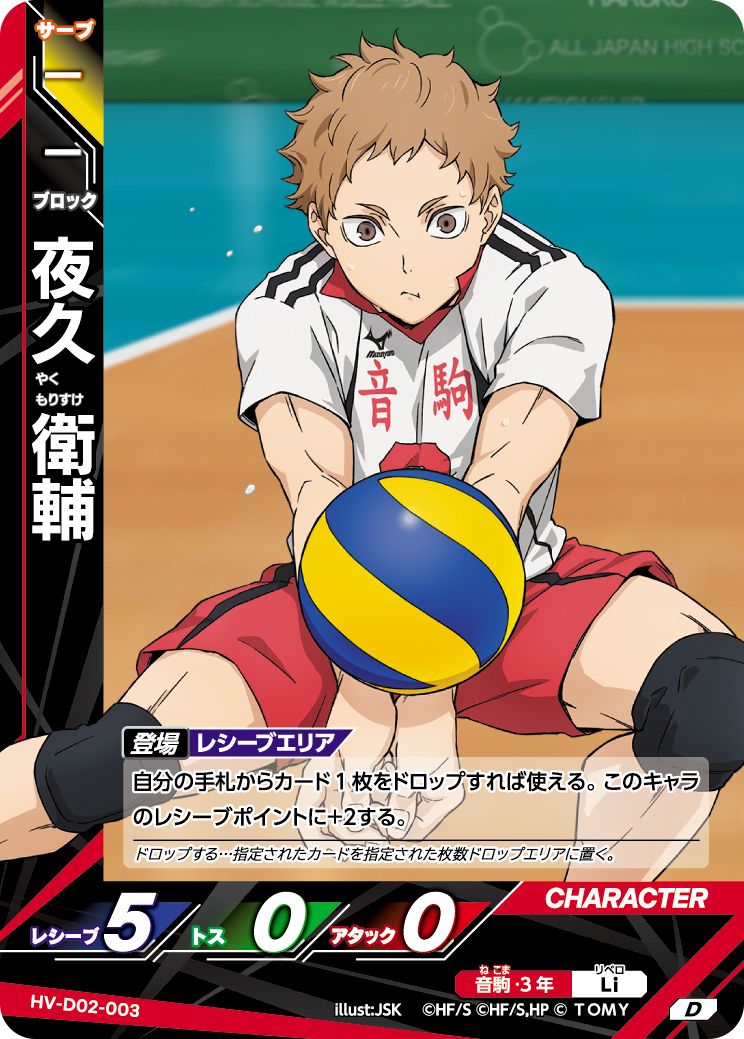 サーブ
ー
ー
ブロック
夜久
やく
もりすけ
衛輔
ALL JAPAN HIGH SC
Mizunyan
音駒
登場 レシーブエリア
自分の手札からカード1枚をドロップすれば使える。このキャラ
のレシーブポイントに+2する。
ドロップする…指定されたカードを指定された枚数ドロップエリアに置く。
レシーブ 5 トス 0 アタック 0
CHARACTER
ねこま リベロ
音駒・3年 Li
HV-D02-003
illust:JSK ©HF/S ©HF/S,HP © TOMY
D